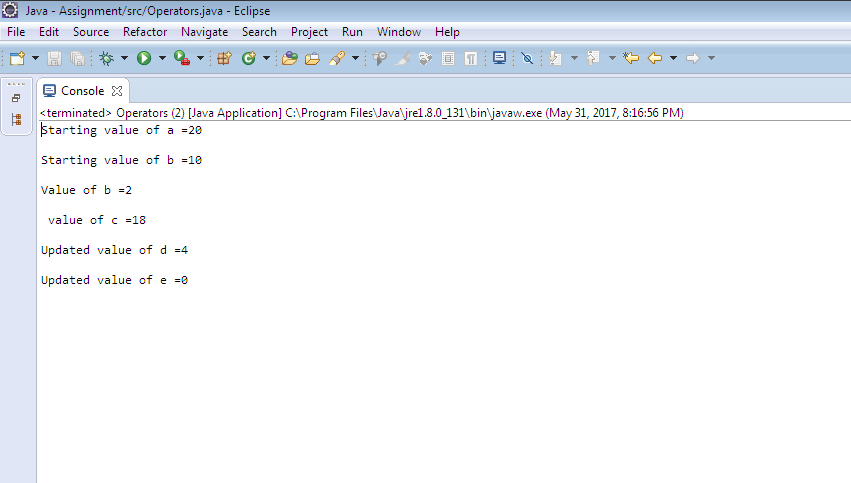 Java - Assignment/src/Operators.java - Eclipse
File Edit Source Refactor Navigate Search Project Run Window Help
Console
<terminated> Operators (2) [Java Application] C:\Program Files\Java\jre1.8.0_131\bin\javaw.exe (May 31, 2017, 8:16:56 PM)
Starting value of a =20
Starting value of b =10
Value of b =2
value of c =18
Updated value of d =4
Updated value of e =0